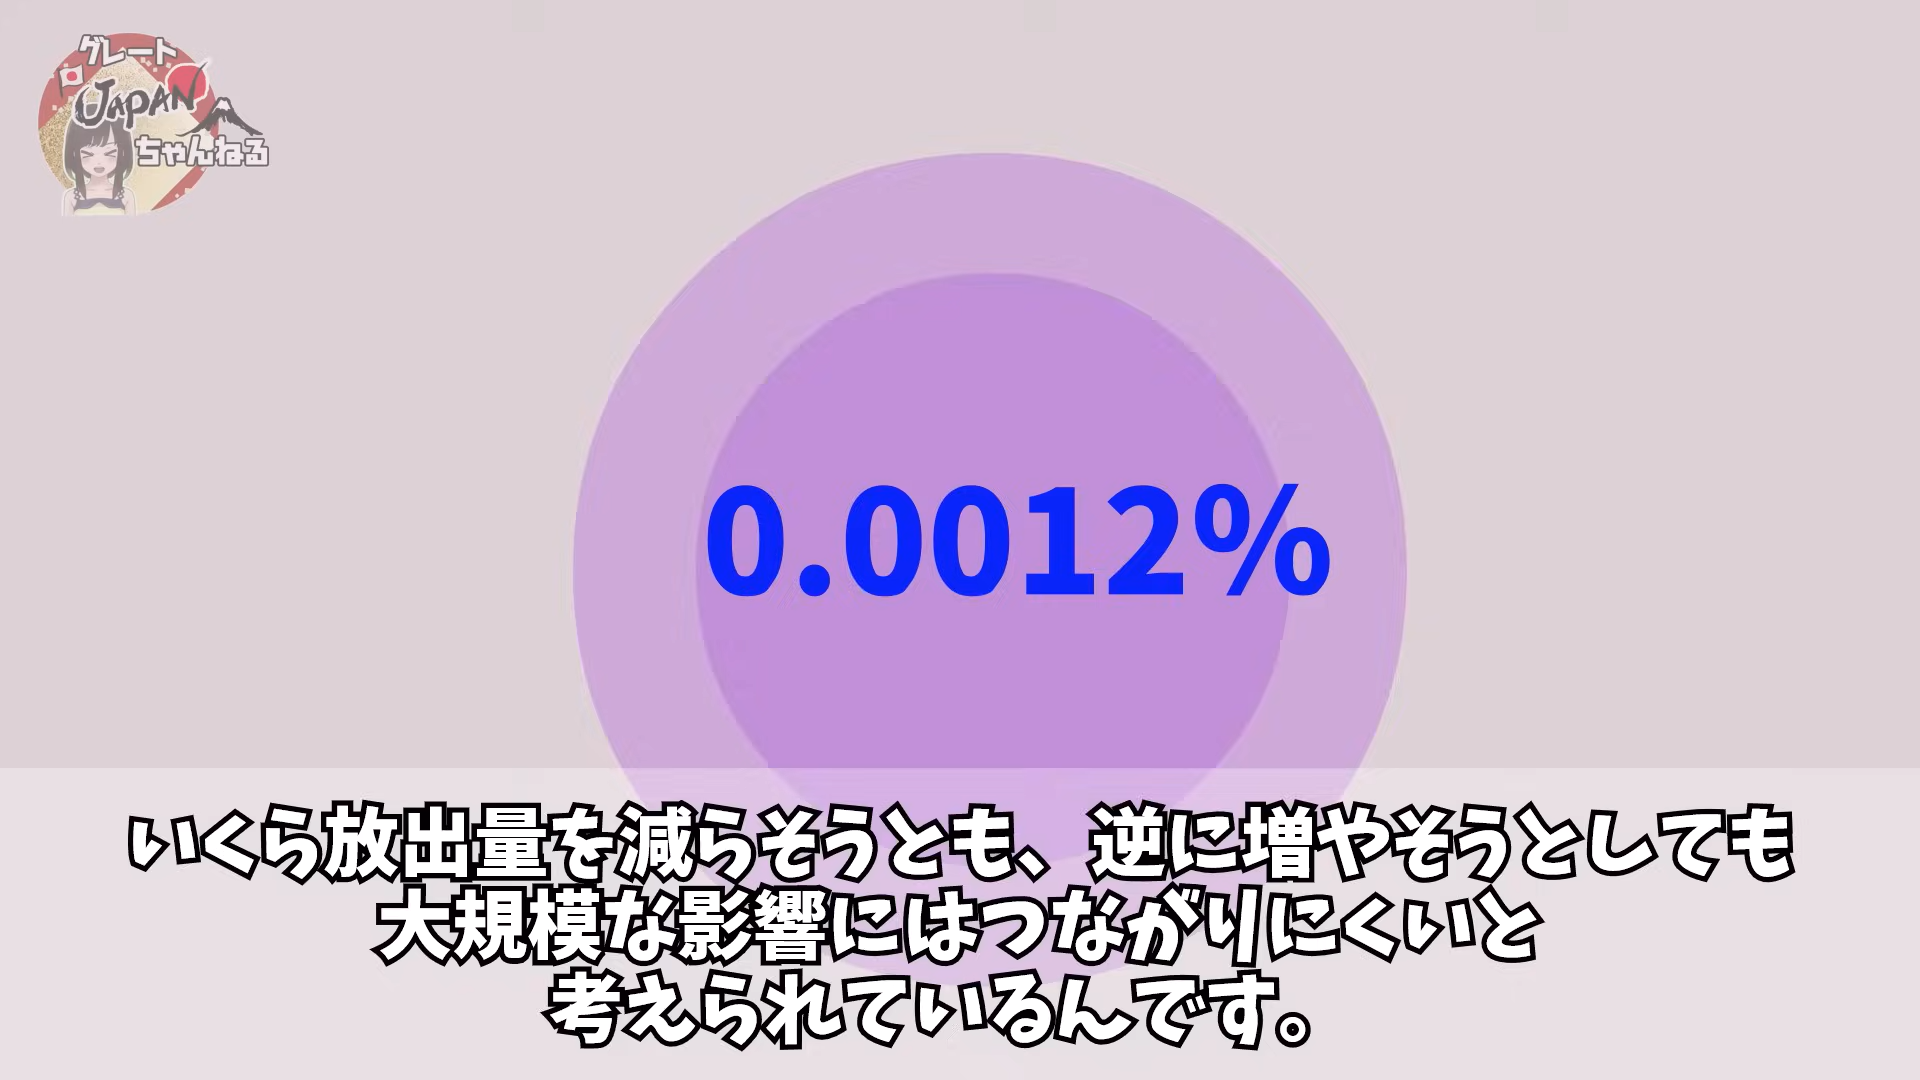 グレート
JAPAN
ちゃんねる
0.0012%
いくら放出量を減らそうとも、逆に増やそうとしても
大規模な影響にはつながりにくいと
考えられているんです。